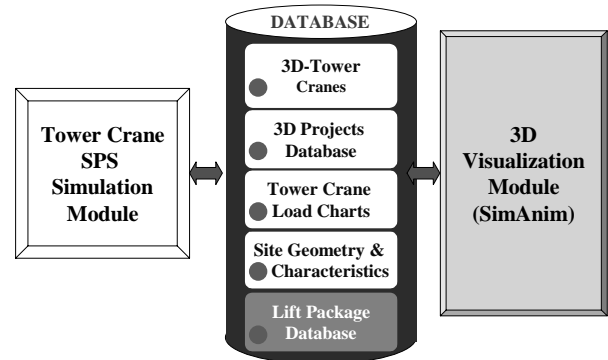 DATABASE
3D-Tower
Cranes
3D Projects
Database
Tower Crane
Load Charts
Site Geometry &
Characteristics
Lift Package
Database
Tower Crane
SPS
Simulation
Module
3D
Visualization
Module
(SimAnim)